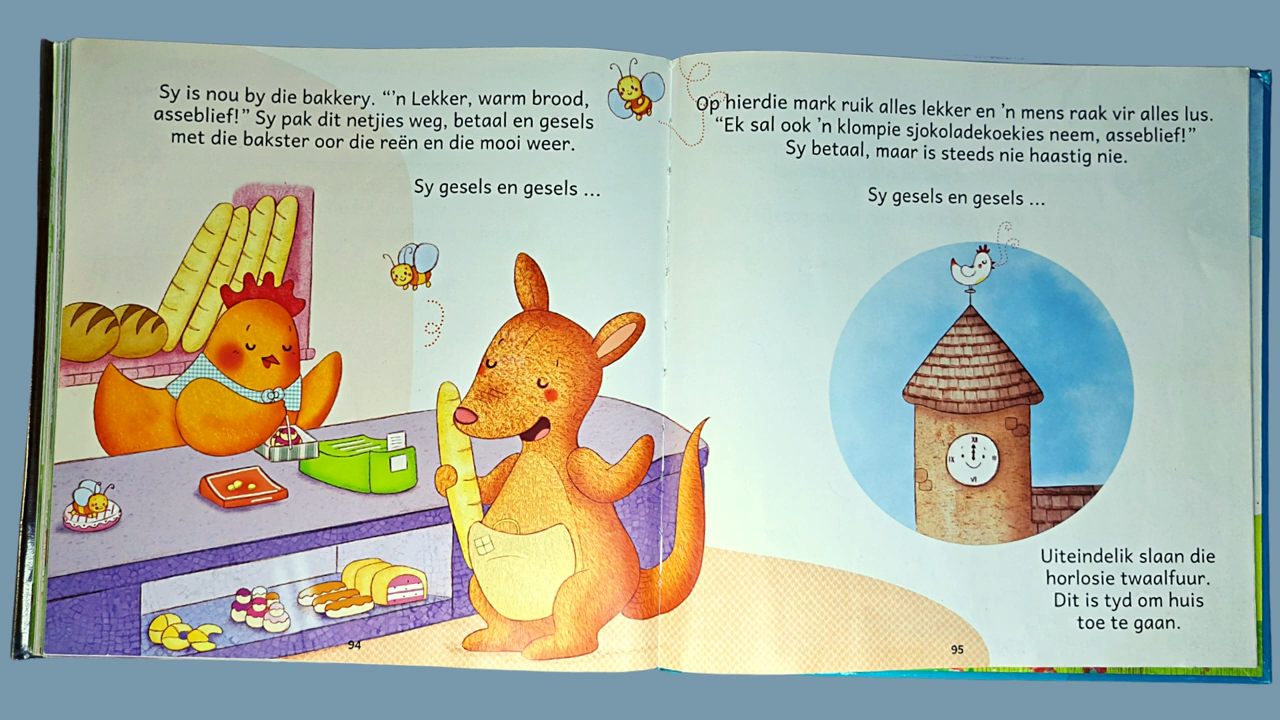 Sy is nou by die bakkery. “’n Lekker, warm brood,
asseblief!” Sy pak dit netjies weg, betaal en gesels
met die bakster oor die reën en die mooi weer.
Sy gesels en gesels ...
94
Op hierdie mark ruik alles lekker en ’n mens raak vir alles lus.
“Ek sal ook ’n klompie sjokoladekoekies neem, asseblief!”
Sy betaal, maar is steeds nie haastig nie.
Sy gesels en gesels ...
XII
IX III
VI
Uiteindelik slaan die
horlosie twaalfuur.
Dit is tyd om huis
toe te gaan.
95